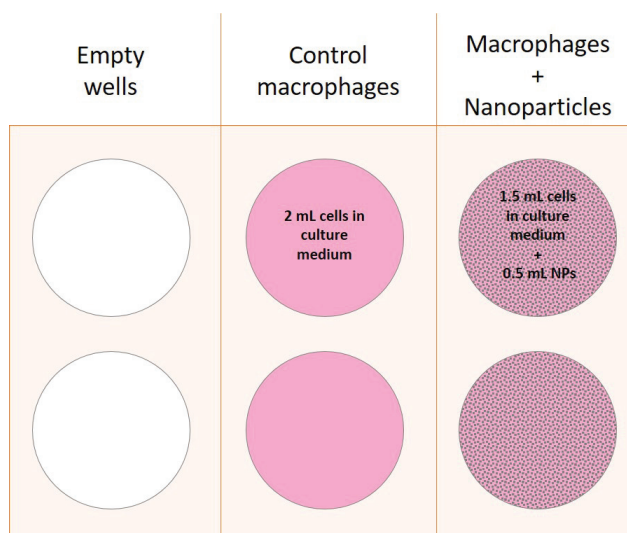 Empty
wells
Control
macrophages
Macrophages
+
Nanoparticles
2 mL cells in
culture
medium
1.5 mL cells
in culture
medium
+
0.5 mL NPs